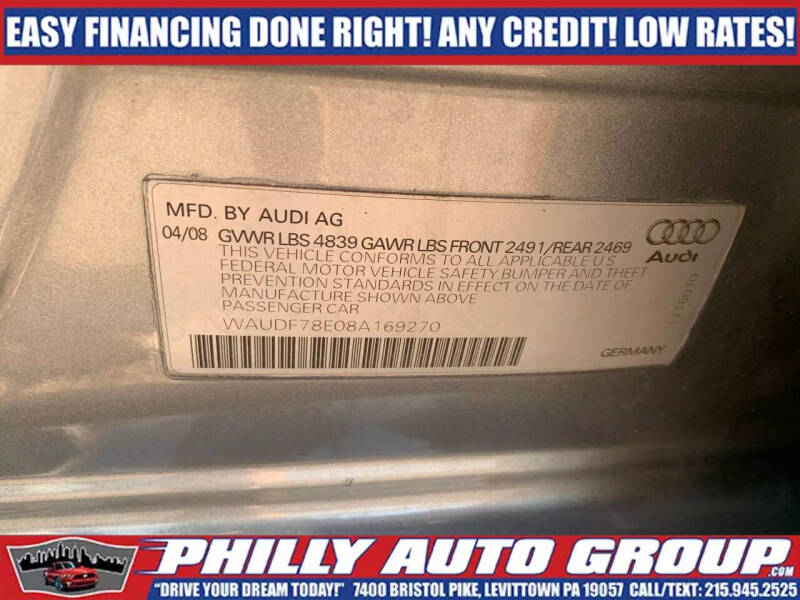 EASY FINANCING DONE RIGHT! ANY CREDIT! LOW RATES!
MFD. BY AUDI AG
04/08 GVWR LBS 4839 GAWR LBS FRONT 2491/REAR 2469
THIS VEHICLE CONFORMS TO ALL APPLICABLE U.S.
FEDERAL MOTOR VEHICLE SAFETY, BUMPER AND THEFT
PREVENTION STANDARDS IN EFFECT ON THE DATE OF
MANUFACTURE SHOWN ABOVE
PASSENGER CAR
WAUDF78E08A169270
Audi
1716010
GERMANY
PHILLY AUTO GROUP.COM
"DRIVE YOUR DREAM TODAY!" 7400 BRISTOL PIKE, LEVITTOWN PA 19057 CALL/TEXT: 215.945.2525